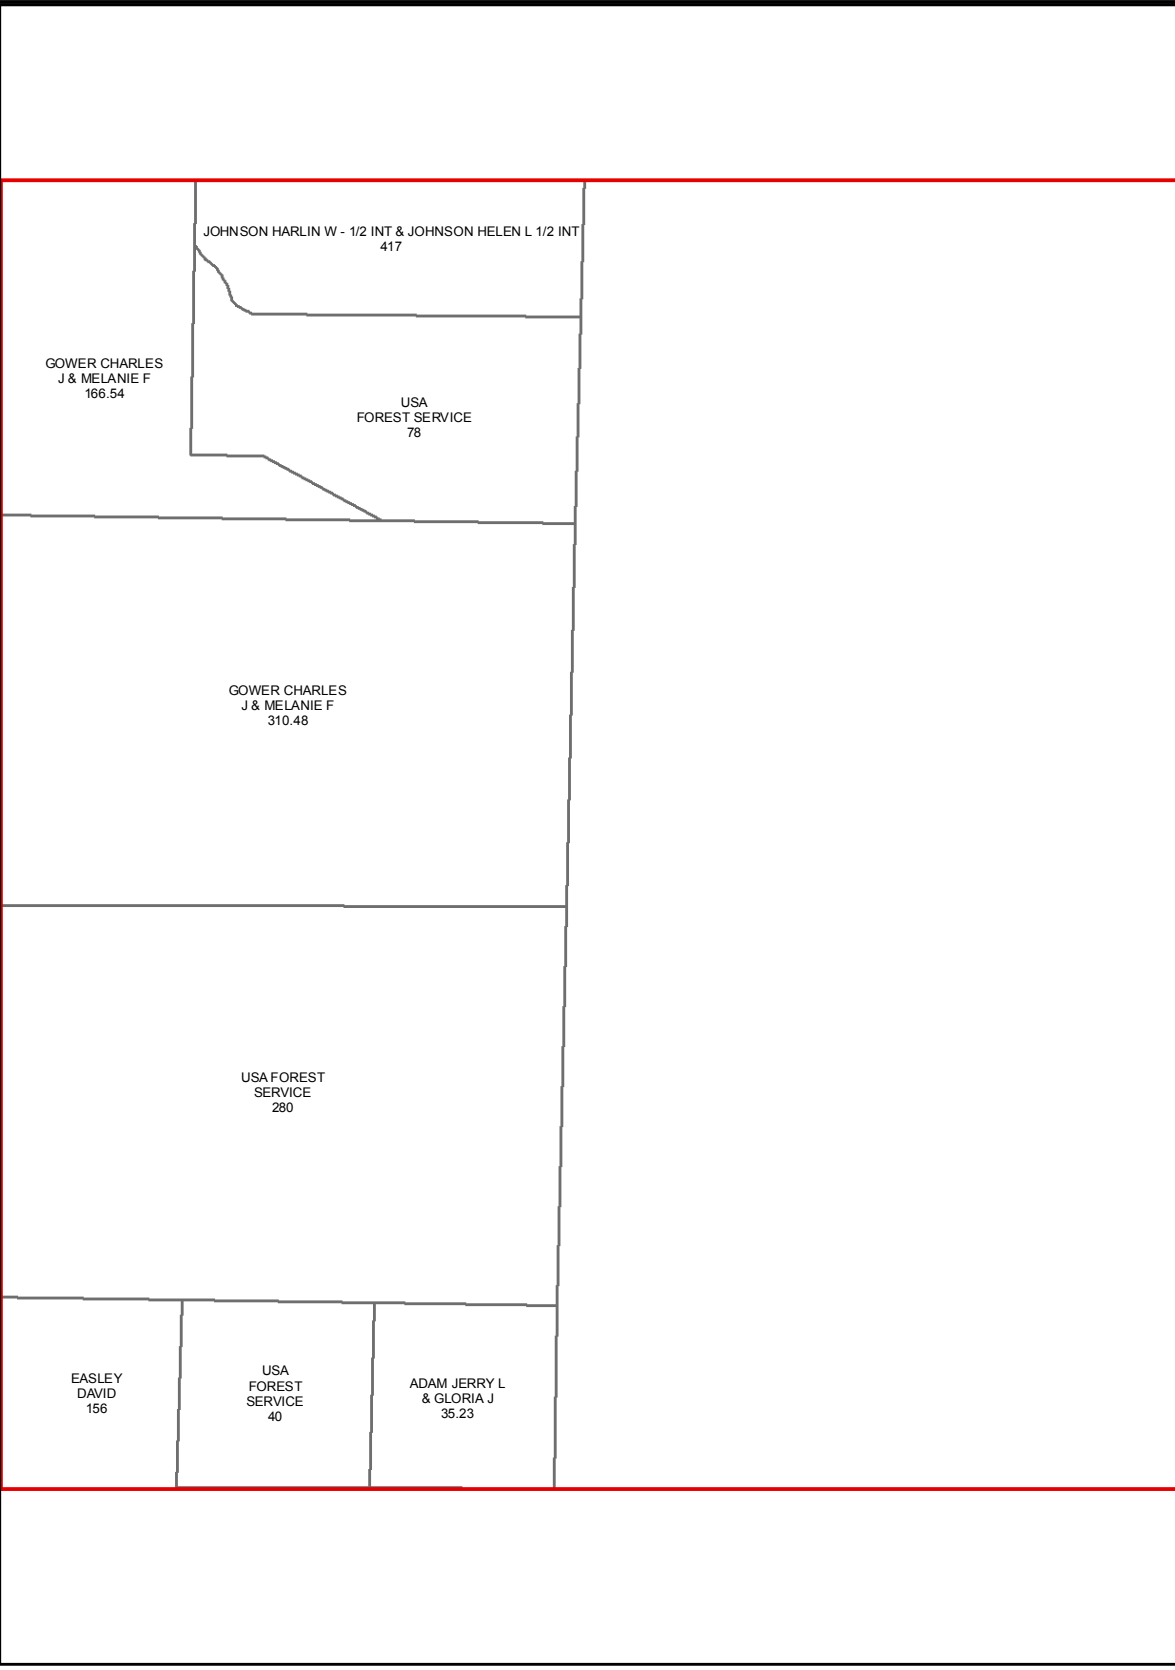 JOHNSON HARLIN W - 1/2 INT & JOHNSON HELEN L 1/2 INT
417
GOWER CHARLES
J & MELANIE F
166.54
USA
FOREST SERVICE
78
GOWER CHARLES
J & MELANIE F
310.48
USA FOREST
SERVICE
280
EASLEY
DAVID
156
USA
FOREST
SERVICE
40
ADAM JERRY L
& GLORIA J
35.23